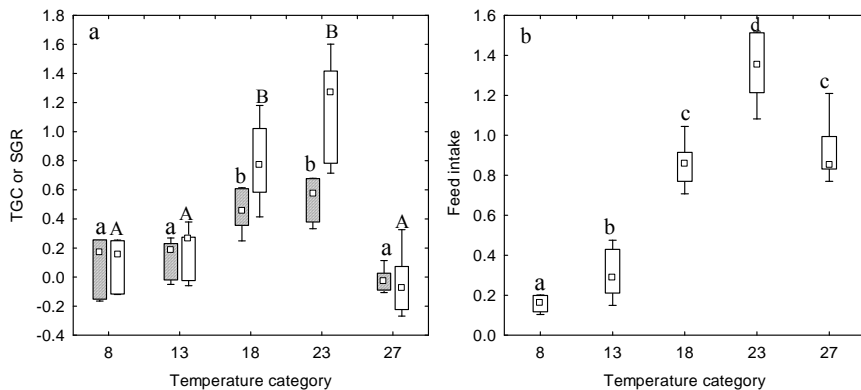 a
TGC or SGR
1.8
1.6
1.4
1.2
1.0
0.8
0.6
0.4
0.2
0.0
-0.2
-0.4
a A a A b B b B a A
8 13 18 23 27
Temperature category
b
Feed intake
1.6
1.4
1.2
1.0
0.8
0.6
0.4
0.2
0.0
a b c d c
8 13 18 23 27
Temperature category